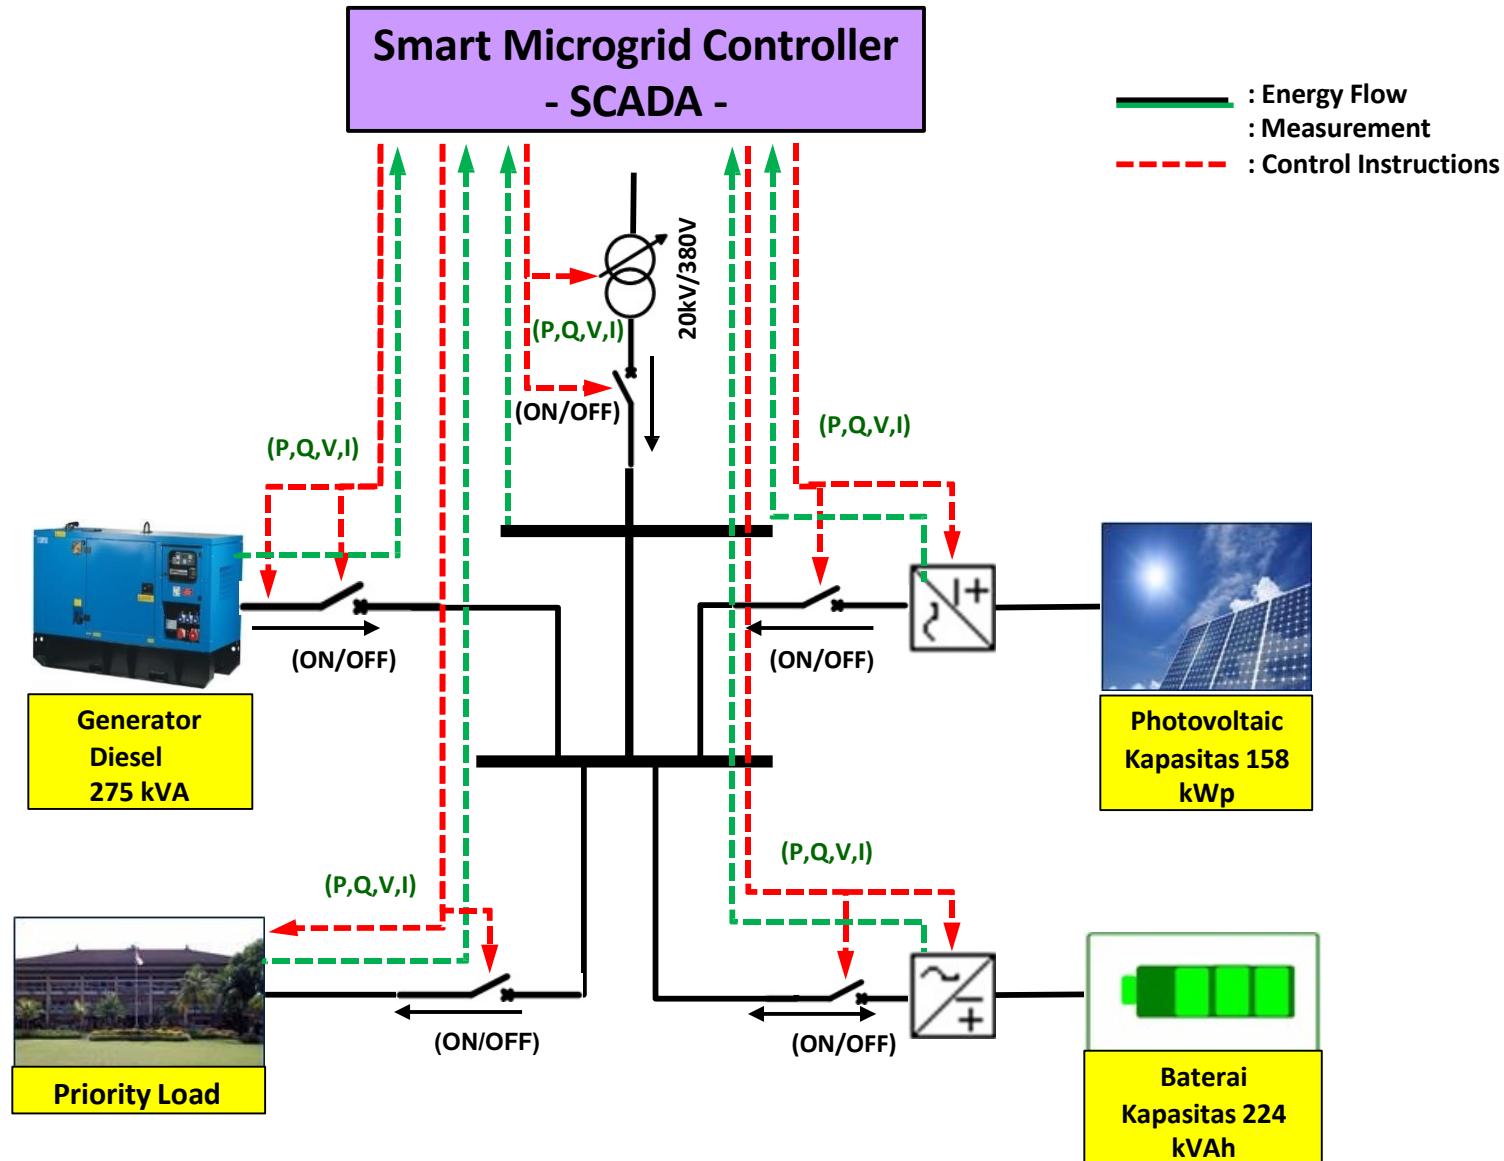 Smart Microgrid Controller
- SCADA -
: Energy Flow
: Measurement
: Control Instructions
20kV/380V
(P,Q,V,I)
(ON/OFF)
(P,Q,V,I)
(P,Q,V,I)
(ON/OFF)
(ON/OFF)
Generator
Diesel
275 kVA
Photovoltaic
Kapasitas 158
kWp
(P,Q,V,I)
(P,Q,V,I)
(ON/OFF)
(ON/OFF)
Priority Load
Baterai
Kapasitas 224
kVAh